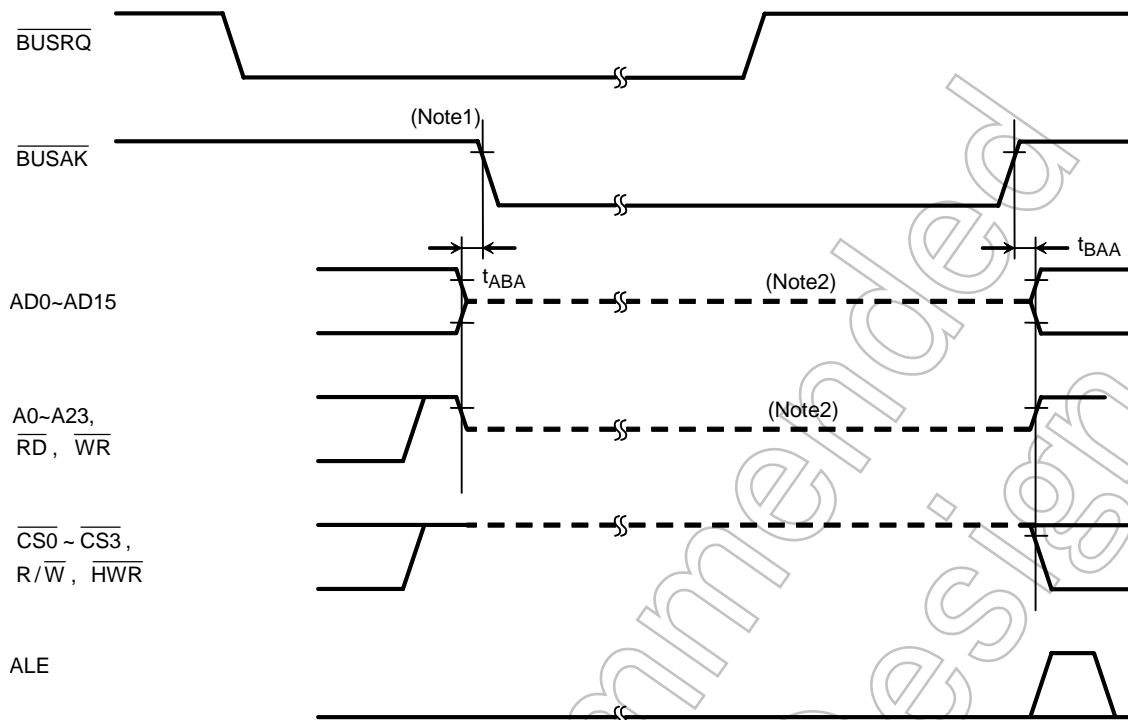 BUSRQ
(Note1)
BUSAK
tABA
tBAA
AD0~AD15
(Note2)
A0~A23,
RD , WR
(Note2)
CS0 ~ CS3 ,
R / W , HWR
ALE